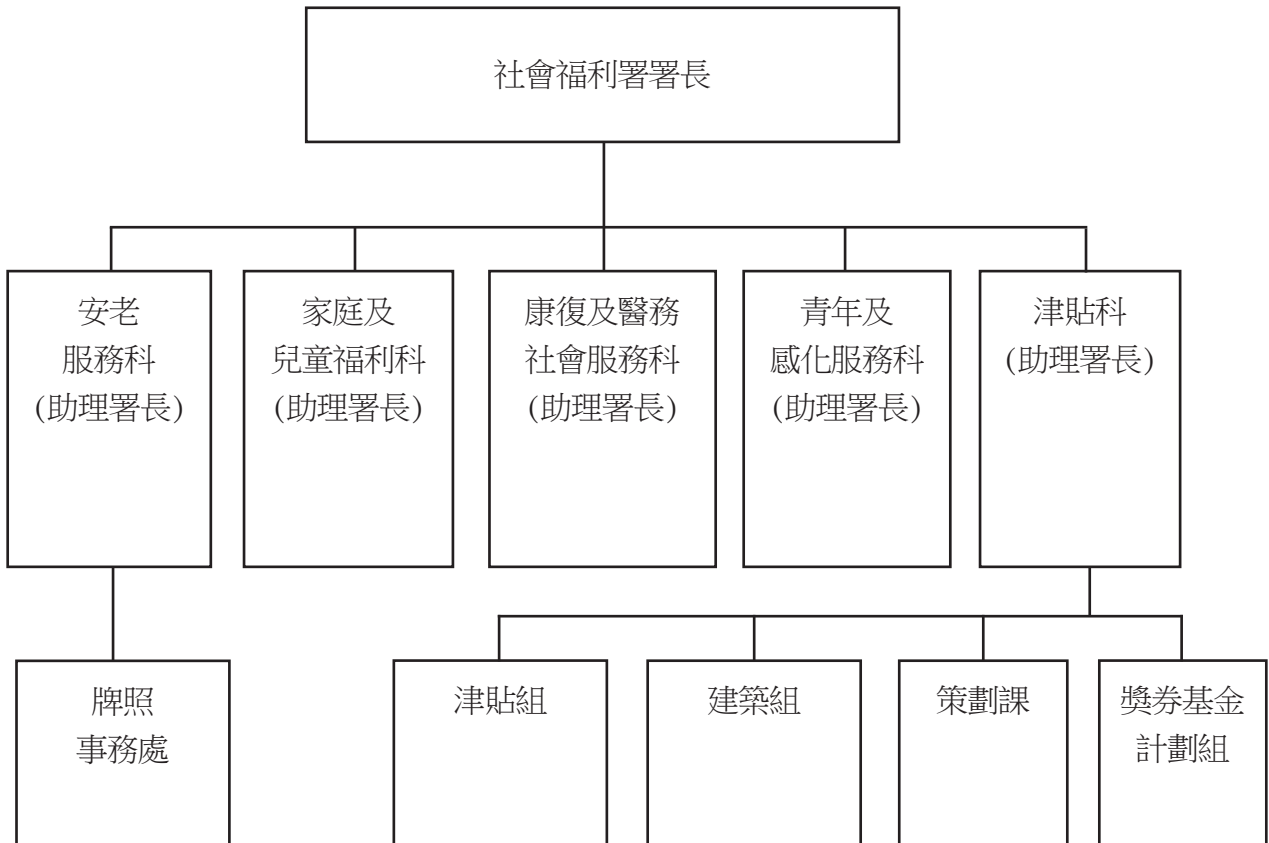 社會福利署署長
安老
服務科
(助理署長)
家庭及
兒童福利科
(助理署長)
康復及醫務
社會服務科
(助理署長)
青年及
感化服務科
(助理署長)
津貼科
(助理署長)
牌照
事務處
津貼組
建築組
策劃課
獎券基金
計劃組